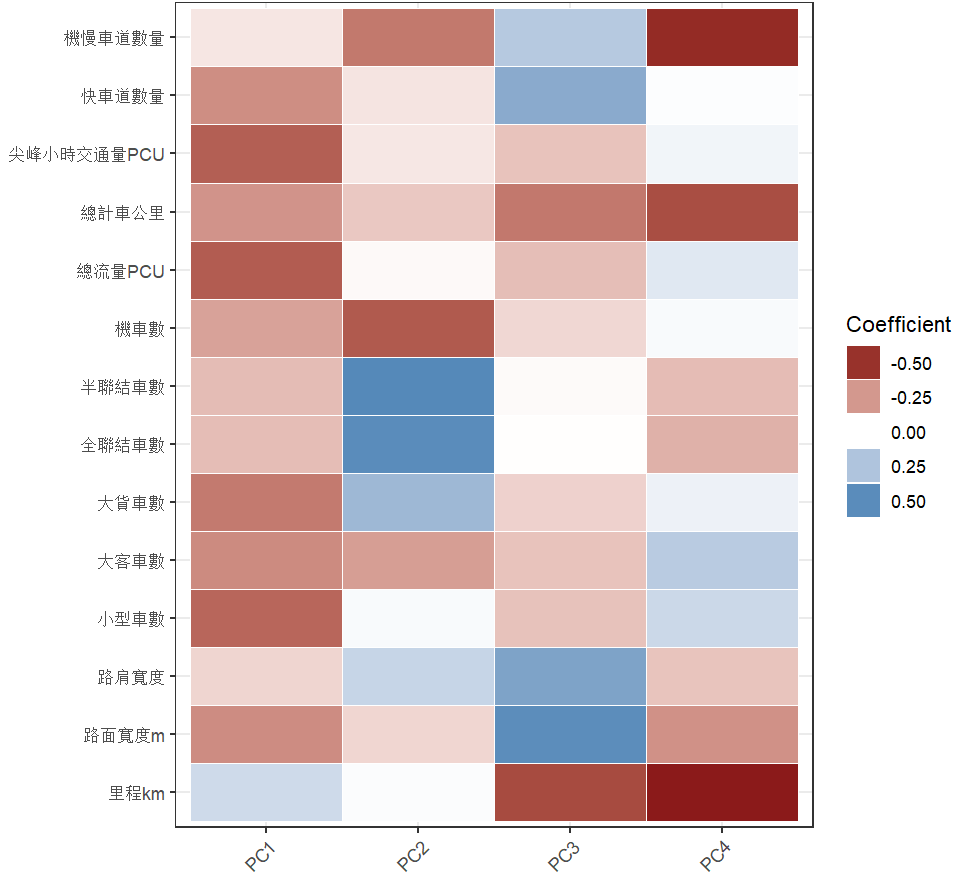 機慢車道數量
快車道數量
尖峰小時交通量PCU
總計車公里
總流量PCU
機車數
半聯結車數
全聯結車數
大貨車數
大客車數
小型車數
路肩寬度
路面寬度m
里程km
PC1
PC2
PC3
PC4
Coefficient
-0.50
-0.25
0.00
0.25
0.50